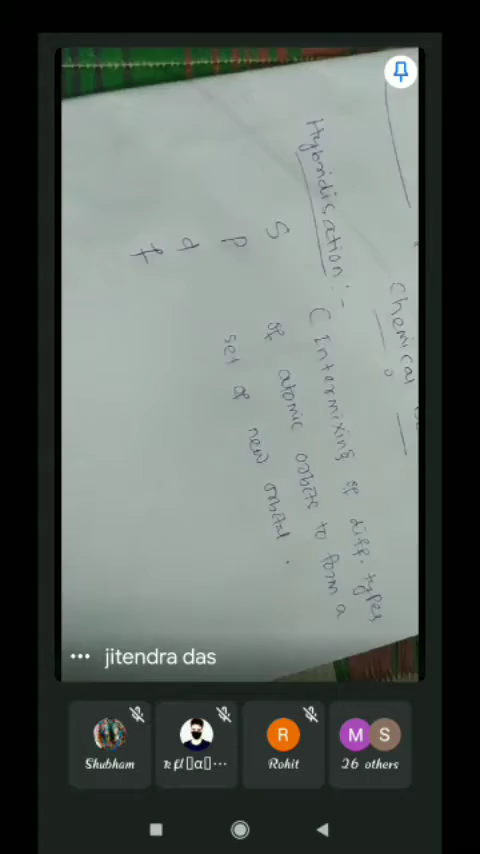 Chemical
Hybridisation :- ( Intermixing of diff. types
S of atomic orbits to form a
p set of new orbital .
d
f
jitendra das
Shubham
Rohit
26 others
R
M
S